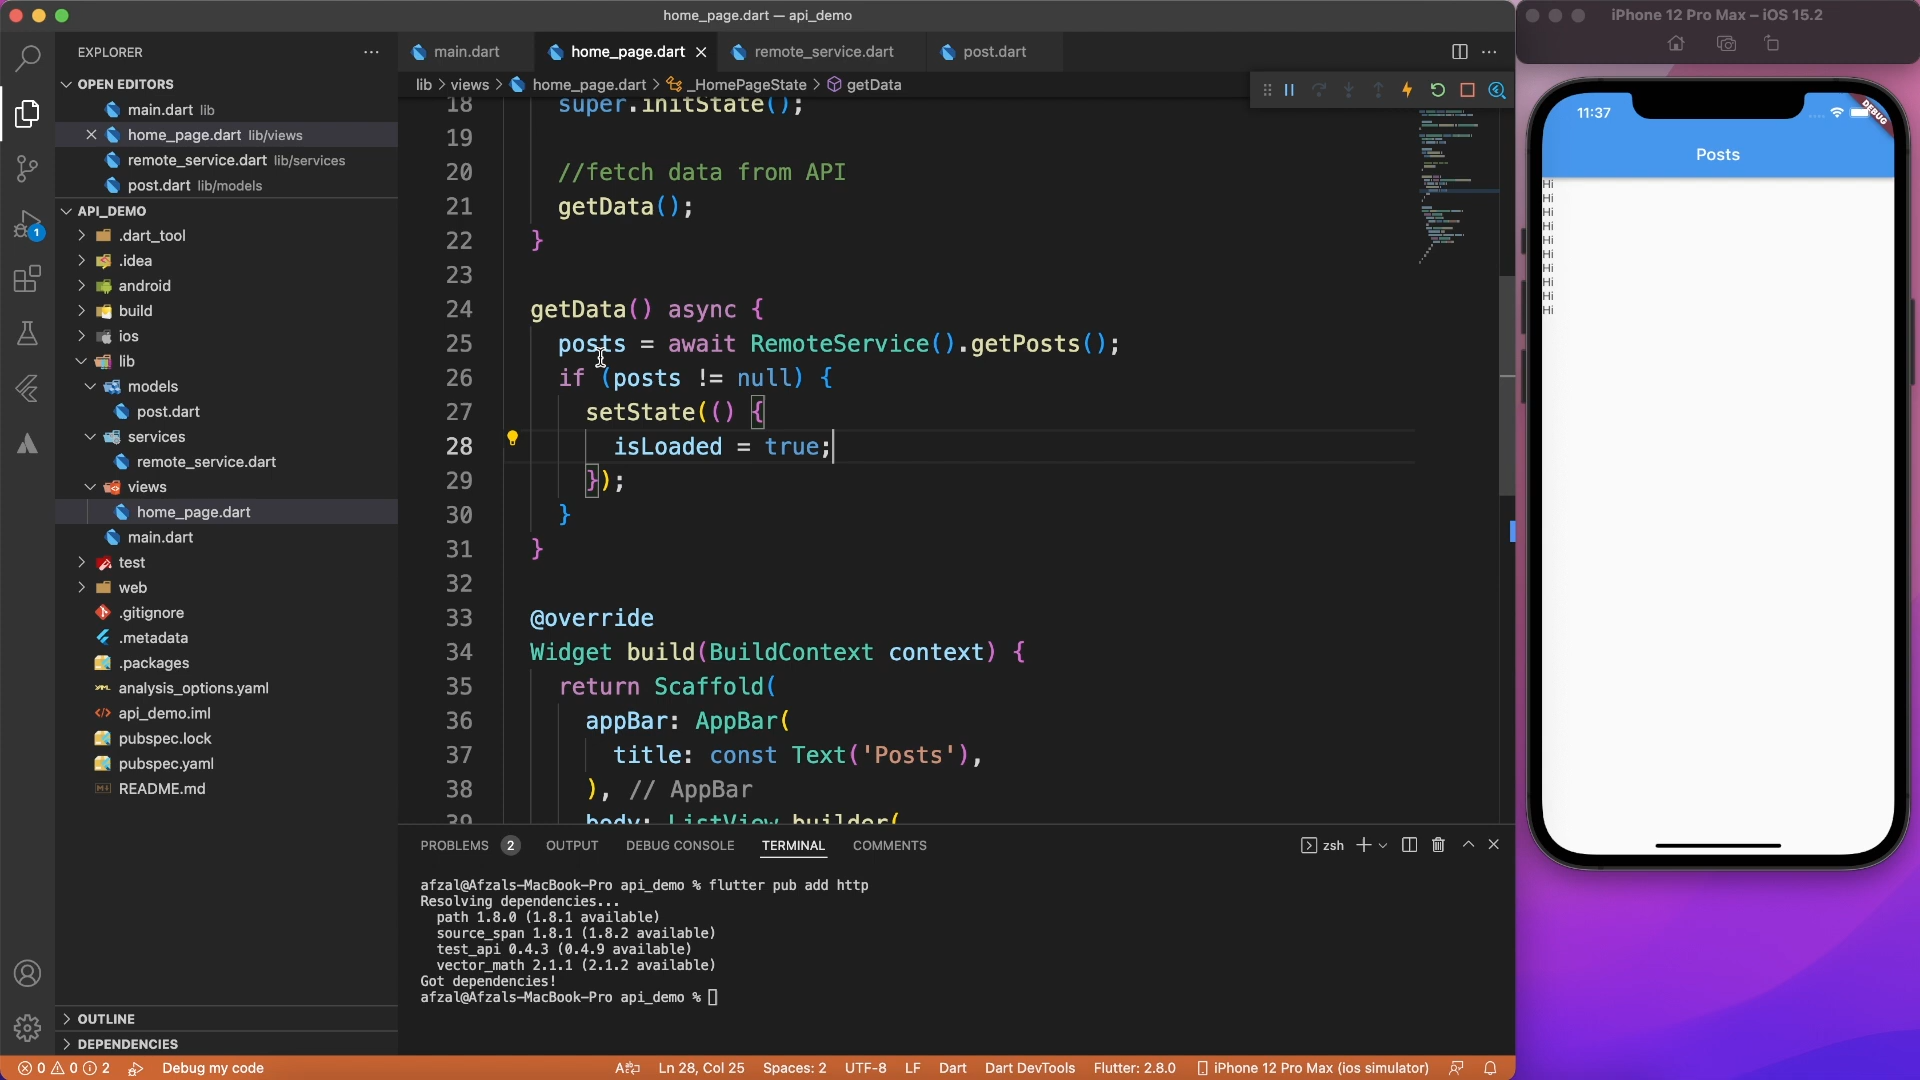 home_page.dart — api_demo
EXPLORER
OPEN EDITORS
main.dart lib
home_page.dart lib/views
remote_service.dart lib/services
post.dart lib/models
API_DEMO
.dart_tool
.idea
android
build
ios
lib
models
post.dart
services
remote_service.dart
views
home_page.dart
main.dart
test
web
.gitignore
.metadata
.packages
analysis_options.yaml
api_demo.iml
pubspec.lock
pubspec.yaml
README.md
OUTLINE
DEPENDENCIES
main.dart
home_page.dart
remote_service.dart
post.dart
lib > views > home_page.dart > _HomePageState > getData
18 super.initState();
19
20 //fetch data from API
21 getData();
22 }
23
24 getData() async {
25 posts = await RemoteService().getPosts();
26 if (posts != null) {
27 setState(() {
28 isLoaded = true;
29 });
30 }
31 }
32
33 @override
34 Widget build(BuildContext context) {
35 return Scaffold(
36 appBar: AppBar(
37 title: const Text('Posts'),
38 ), // AppBar
39 body: ListView.builder(
PROBLEMS 2 OUTPUT DEBUG CONSOLE TERMINAL COMMENTS
zsh
afzal@Afzals-MacBook-Pro api_demo % flutter pub add http
Resolving dependencies...
path 1.8.0 (1.8.1 available)
source_span 1.8.1 (1.8.2 available)
test_api 0.4.3 (0.4.9 available)
vector_math 2.1.1 (2.1.2 available)
Got dependencies!
afzal@Afzals-MacBook-Pro api_demo %
1
0 0 2 Debug my code
Ln 28, Col 25 Spaces: 2 UTF-8 LF Dart Dart DevTools Flutter: 2.8.0 iPhone 12 Pro Max (ios simulator)
iPhone 12 Pro Max – iOS 15.2
11:37
DEBUG
Posts
Hi
Hi
Hi
Hi
Hi
Hi
Hi
Hi
Hi
Hi